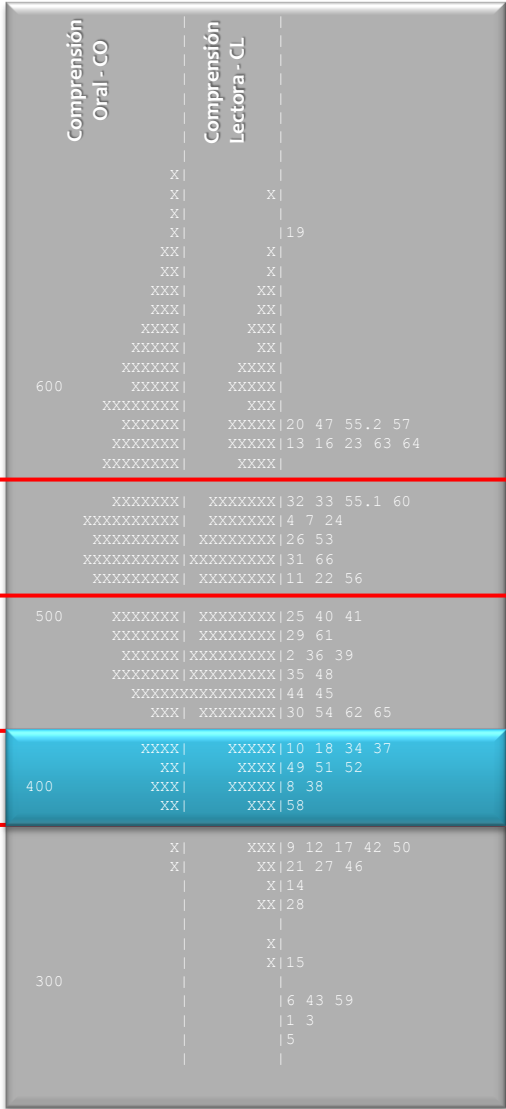 Comprensión
Oral - CO
Comprensión
Lectora - CL
X| |
X| X|
X| |
X| |19
XX| X|
XX| X|
XXX| XX|
XXX| XX|
XXXX| XXX|
XXXXX| XX|
XXXXXX| XXXX|
600 XXXXX| XXXXX|
XXXXXXXX| XXX|
XXXXXX| XXXXX|20 47 55.2 57
XXXXXXX| XXXXX|13 16 23 63 64
XXXXXXXX| XXXX|
XXXXXXX| XXXXXXX|32 33 55.1 60
XXXXXXXXXX| XXXXXXX|4 7 24
XXXXXXXXX| XXXXXXXX|26 53
XXXXXXXXXX|XXXXXXXXX|31 66
XXXXXXXXX| XXXXXXXX|11 22 56
500 XXXXXXX| XXXXXXXX|25 40 41
XXXXXXX| XXXXXXXX|29 61
XXXXXX|XXXXXXXXX|2 36 39
XXXXXXX|XXXXXXXXX|35 48
XXXXXXXXXXXXXXX|44 45
XXX| XXXXXXXX|30 54 62 65
XXXX| XXXXX|10 18 34 37
XX| XXXX|49 51 52
400 XXX| XXXXX|8 38
XX| XXX|58
X| XXX|9 12 17 42 50
X| XX|21 27 46
| X|14
| XX|28
| X|
| X|15
300 | |
| |6 43 59
| |1 3
| |5